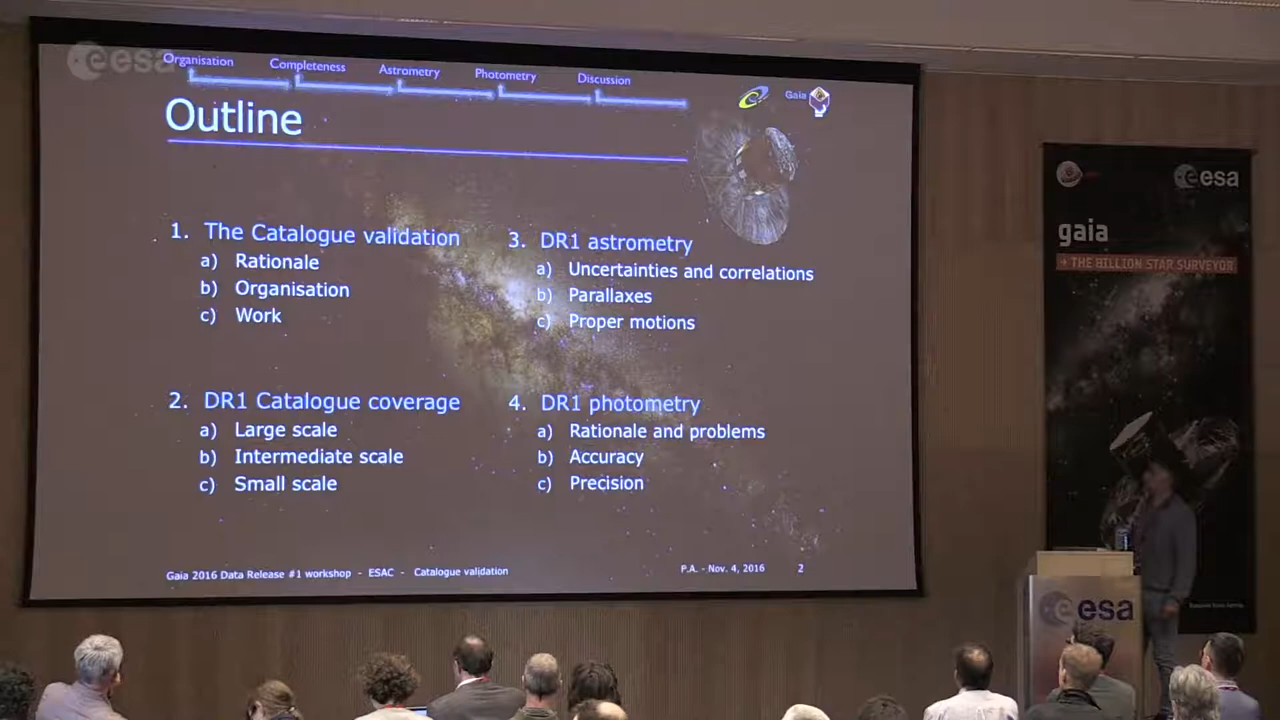 esa
Organisation
Completeness
Astrometry
Photometry
Discussion
Gaia
Outline
1. The Catalogue validation
a) Rationale
b) Organisation
c) Work
2. DR1 Catalogue coverage
a) Large scale
b) Intermediate scale
c) Small scale
3. DR1 astrometry
a) Uncertainties and correlations
b) Parallaxes
c) Proper motions
4. DR1 photometry
a) Rationale and problems
b) Accuracy
c) Precision
Gaia 2016 Data Release #1 workshop - ESAC - Catalogue validation
P.A. - Nov. 4, 2016
2
esa
gaia
→ THE BILLION STAR SURVEYOR
esa